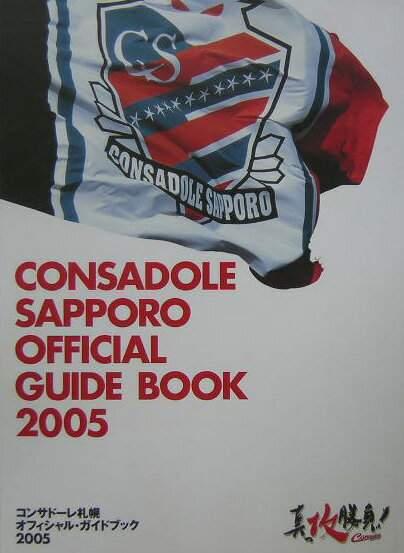 CS
CONSADOLE SAPPORO
CONSADOLE
SAPPORO
OFFICIAL
GUIDE BOOK
2005
コンサドーレ札幌
オフィシャル・ガイドブック
2005
真、攻勝負!